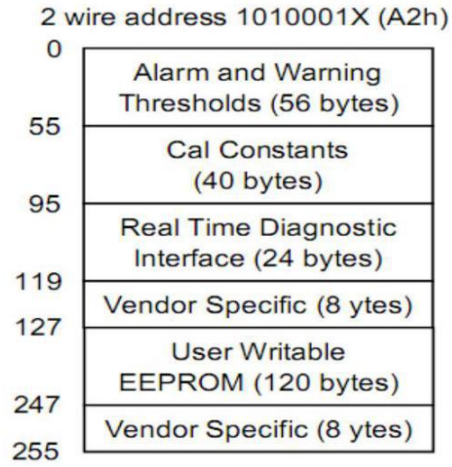 2 wire address 1010001X (A2h)
0
Alarm and Warning
Thresholds (56 bytes)
55
Cal Constants
(40 bytes)
95
Real Time Diagnostic
Interface (24 bytes)
119
Vendor Specific (8 ytes)
127
User Writable
EEPROM (120 bytes)
247
Vendor Specific (8 ytes)
255